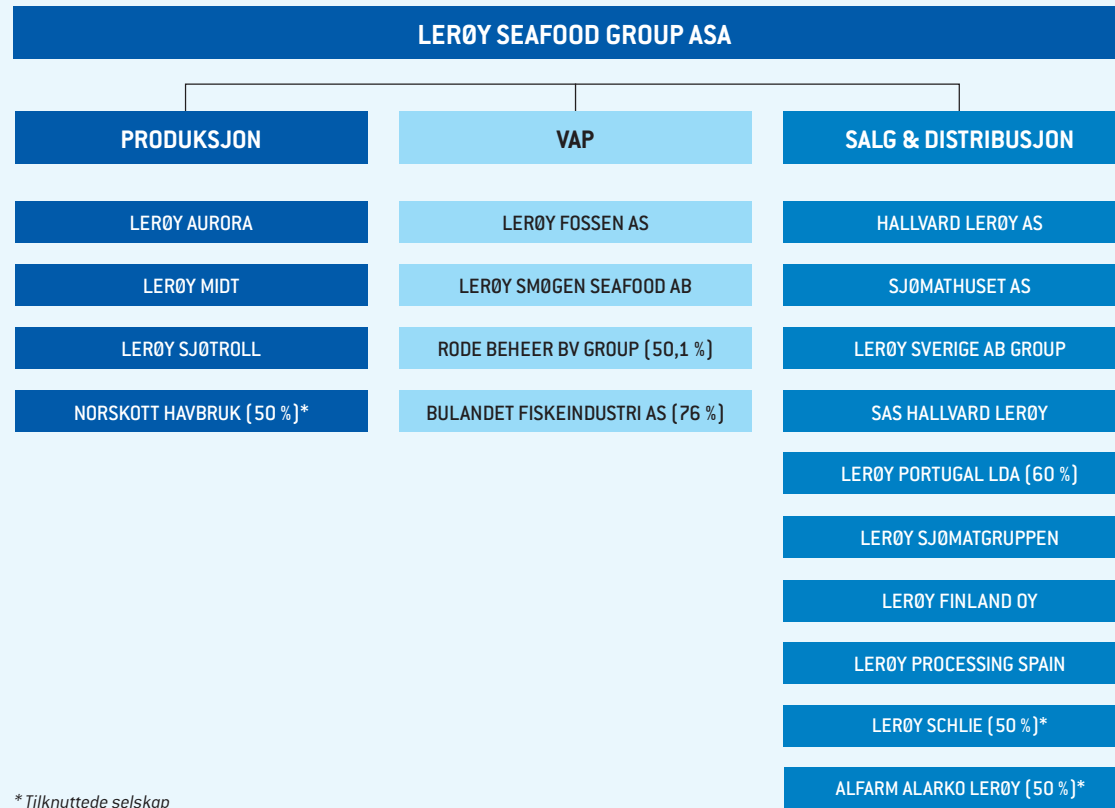 LERØY SEAFOOD GROUP ASA
PRODUKSJON
LERØY AURORA
LERØY MIDT
LERØY SJØTROLL
NORSKOTT HAVBRUK (50 %)*
VAP
LERØY FOSSEN AS
LERØY SMØGEN SEAFOOD AB
RODE BEHEER BV GROUP (50,1 %)
BULANDET FISKEINDUSTRI AS (76 %)
SALG & DISTRIBUSJON
HALLVARD LERØY AS
SJØMATHUSET AS
LERØY SVERIGE AB GROUP
SAS HALLVARD LERØY
LERØY PORTUGAL LDA (60 %)
LERØY SJØMATGRUPPEN
LERØY FINLAND OY
LERØY PROCESSING SPAIN
LERØY SCHLIE (50 %)*
ALFARM ALARKO LERØY (50 %)*
* Tilknuttede selskap